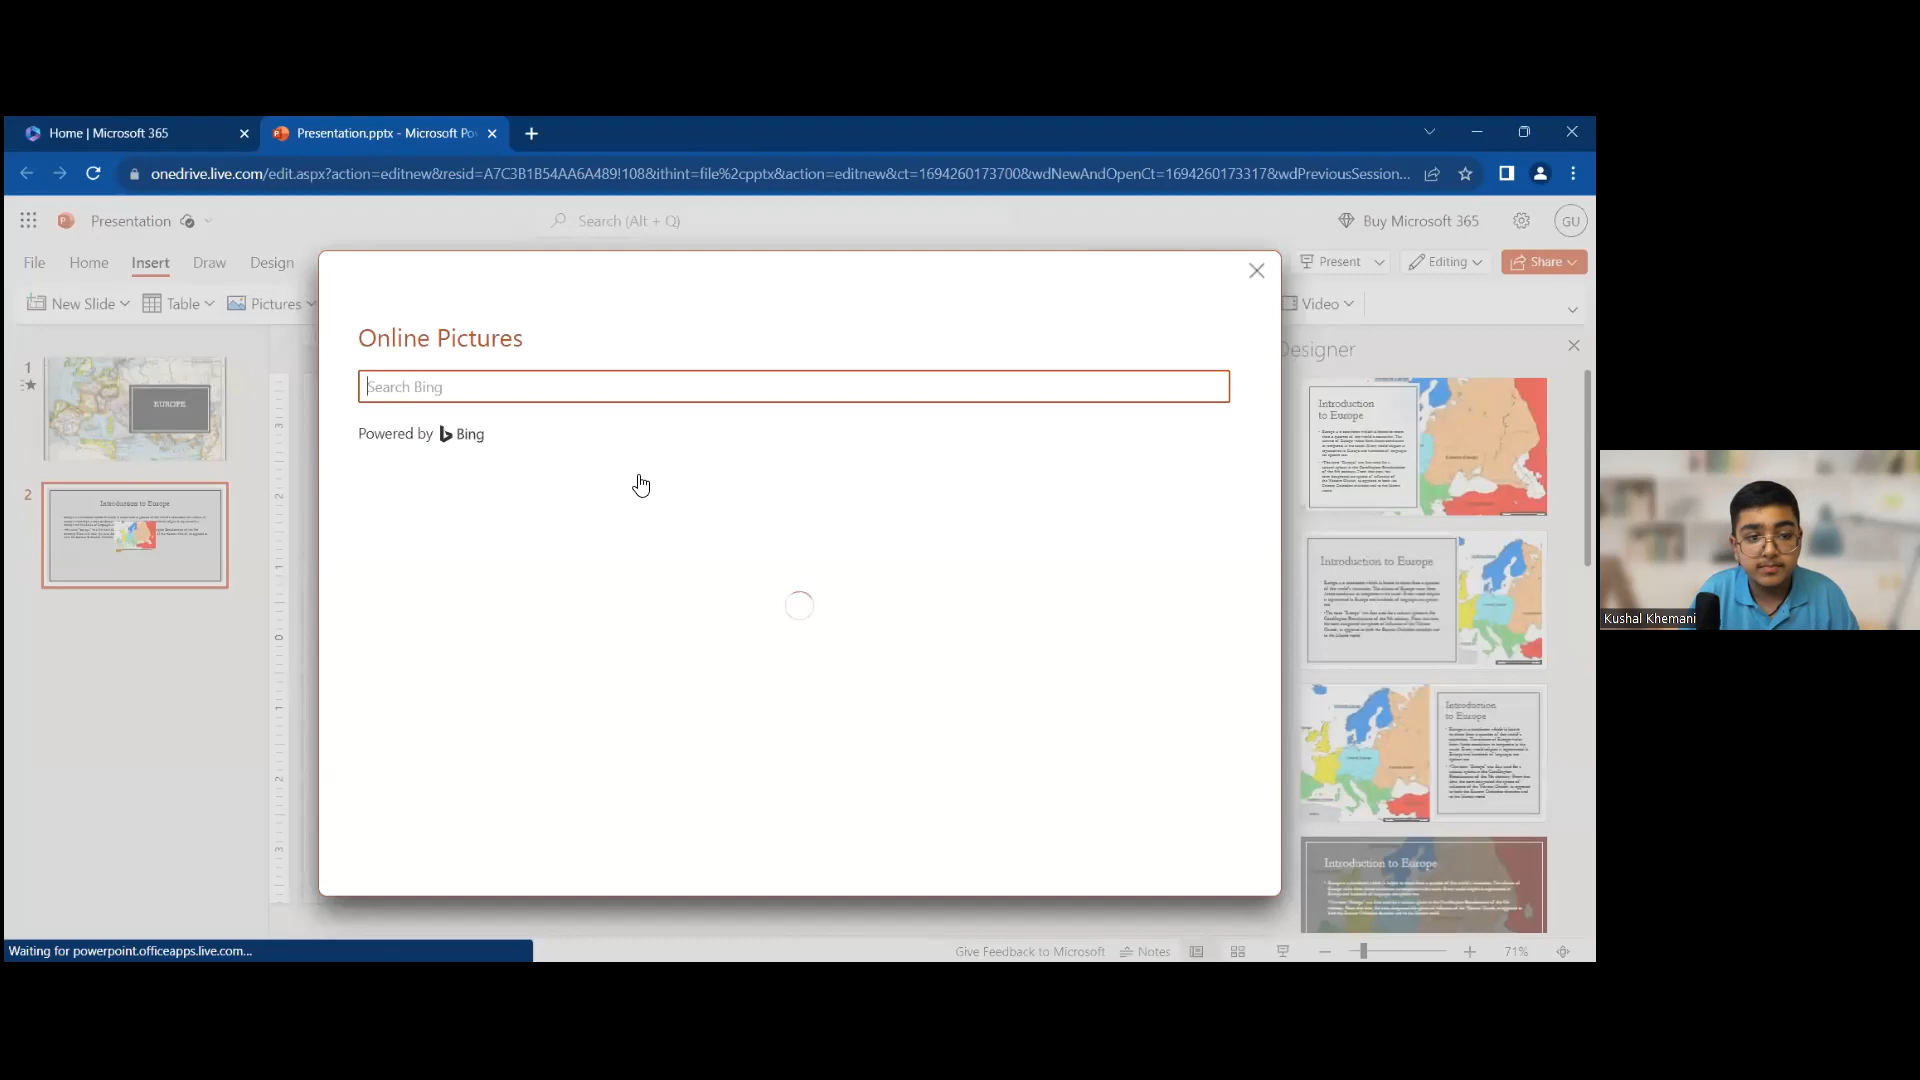 Home | Microsoft 365
Presentation.pptx - Microsoft Po
onedrive.live.com/edit.aspx?action=editnew&resid=A7C3B1B54AA6A489!108&ithint=file%2cpptx&action=editnew&ct=1694260173700&wdNewAndOpenCt=1694260173317&wdPreviousSession...
Presentation
Search (Alt + Q)
Buy Microsoft 365
GU
File Home Insert Draw Design
Present
Editing
Share
New Slide
Table
Pictures
Video
Online Pictures
Search Bing
Powered by Bing
Designer
1
EUROPE
2
Introduction to Europe
Introduction
to Europe
Introduction to Europe
Introduction
to Europe
Introduction to Europe
Kushal Khemani
Waiting for powerpoint.officeapps.live.com...
Give Feedback to Microsoft
Notes
71%